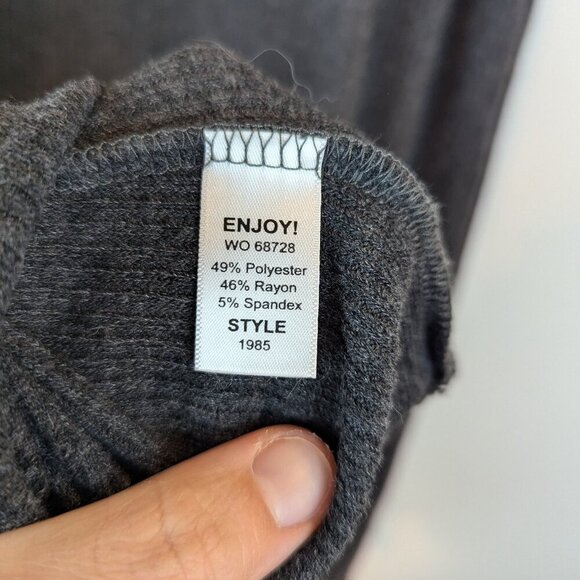 ENJOY!
WO 68728
49% Polyester
46% Rayon
5% Spandex
STYLE
1985